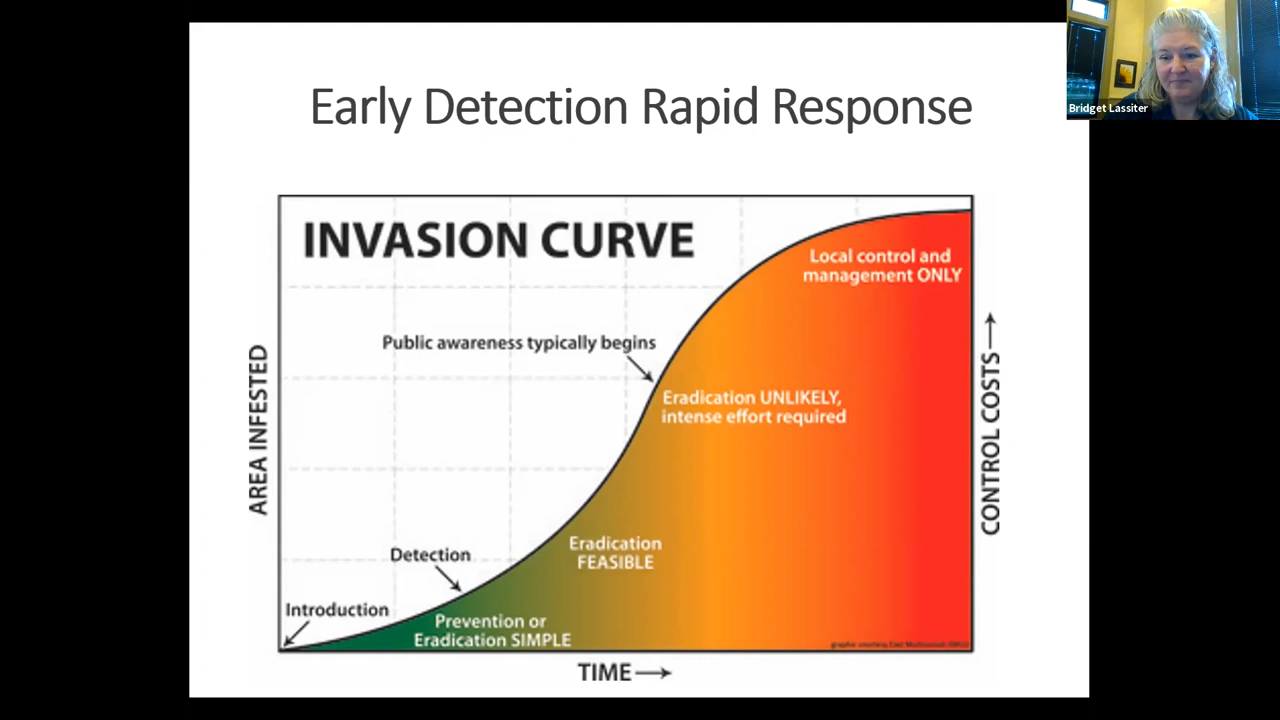 Early Detection Rapid Response
Bridget Lassiter
INVASION CURVE
Local control and
management ONLY
Public awareness typically begins
Eradication UNLIKELY,
intense effort required
AREA INFESTED
CONTROL COSTS
Eradication
FEASIBLE
Detection
Introduction
Prevention or
Eradication SIMPLE
TIME